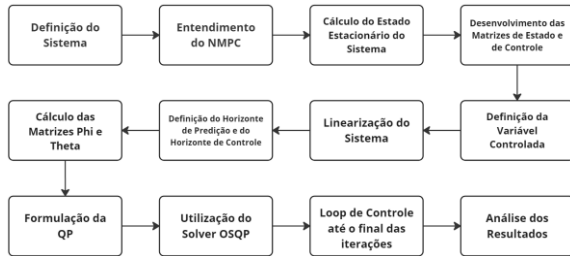 Definição do
Sistema
Entendimento
do NMPC
Cálculo do Estado
Estacionário do
Sistema
Desenvolvimento das
Matrizes de Estado e
de Controle
Definição da
Variável
Controlada
Linearização do
Sistema
Definição do Horizonte
de Predição e do
Horizonte de Controle
Cálculo das
Matrizes Phi e
Theta
Formulação da
QP
Utilização do
Solver OSQP
Loop de Controle
até o final das
iterações
Análise dos
Resultados